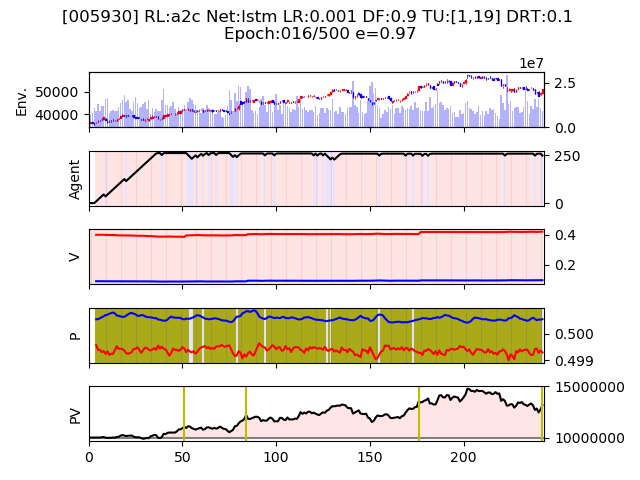 [005930] RL:a2c Net:lstm LR:0.001 DF:0.9 TU:[1,19] DRT:0.1
Epoch:016/500 e=0.97
1e7
Env.
50000
40000
2.5
0.0
Agent
250
0
V
0.4
0.2
P
0.500
0.499
PV
15000000
10000000
0 50 100 150 200